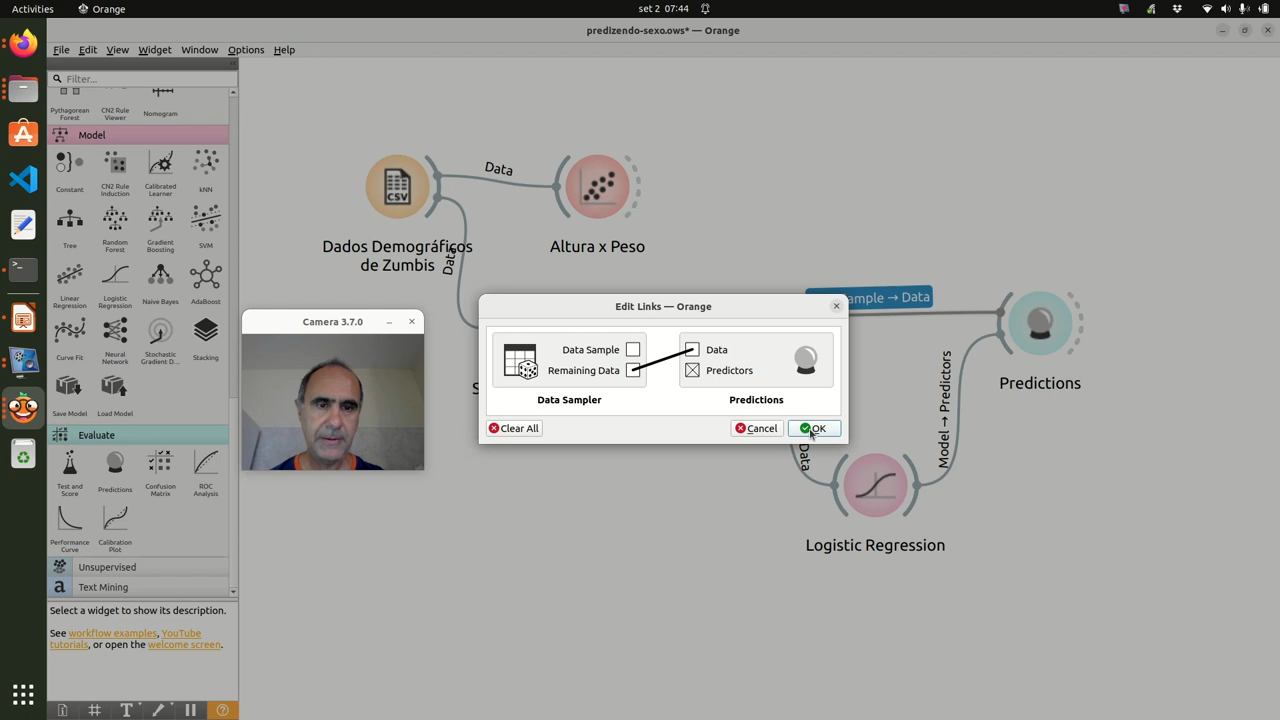 Activities
Orange
set 2 07:44
predizendo-sexo.ows* — Orange
File Edit View Widget Window Options Help
Filter...
Pythagorean Forest
CN2 Rule Viewer
Nomogram
Model
Constant
CN2 Rule Induction
Calibrated Learner
kNN
Tree
Random Forest
Gradient Boosting
SVM
Linear Regression
Logistic Regression
Naive Bayes
AdaBoost
Curve Fit
Neural Network
Stochastic Gradient D...
Stacking
Save Model
Load Model
Evaluate
Test and Score
Predictions
Confusion Matrix
ROC Analysis
Performance Curve
Calibration Plot
Unsupervised
a Text Mining
Select a widget to show its description.
See workflow examples, YouTube
tutorials, or open the welcome screen.
CSV
Data
Dados Demográficos
de Zumbis
Altura x Peso
Data
Camera 3.7.0
Edit Links — Orange
Data Sample
Remaining Data
Data
Predictors
Data Sampler
Predictions
Clear All
Cancel
OK
ample → Data
Predictions
Model → Predictors
Data
Logistic Regression